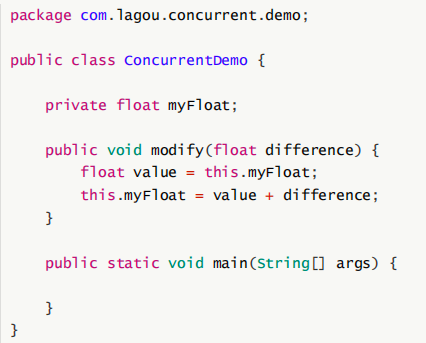 package com.lagou.concurrent.demo;
public class ConcurrentDemo {
private float myFloat;
public void modify(float difference) {
float value = this.myFloat;
this.myFloat = value + difference;
}
public static void main(String[] args) {
}
}